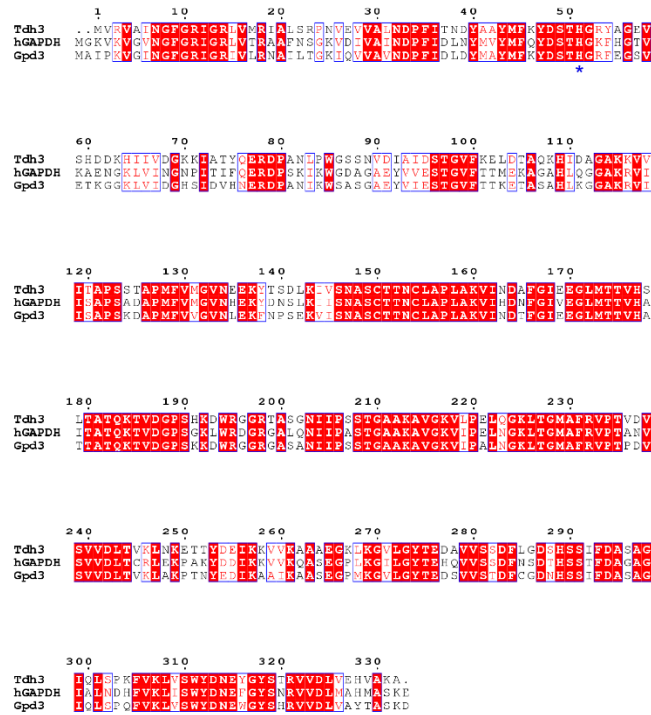 1 10 20 30 40 50
Tdh3 ..MVRVAINGFGRIGRLVMRIALSRPNVEVVALNDPFITNDYAAYMFKYDSTHGRYAGEV
hGAPDH MGKVKVGVNGFGRIGRLVTRAAFNSGKVDIVAINDPFIDLNYMVYMFQYDSTHGKFHGTV
Gpd3 MAIPKVGINGFGRIGRIVLRNAILTGKIQVVAVNDPFIDLDYMAYMFKYDSTHGRFEGSV
*
60 70 80 90 100 110
Tdh3 SHDDKHIIVDGKKIATYQERDPANLPWGSSNVDIAIDSTGVFKELDTAQKHIDAGAKKVV
hGAPDH KAENGKLVINGNPITIFQERDPSKIKWGDAGAEYVVESTGVFTTMEKAGAHLQGGAKRVI
Gpd3 ETKGGKLVIDGHSIDVHNERDPANIKWSASGAEYVIESTGVFTTKETASAHLKGGAKRVI
120 130 140 150 160 170
Tdh3 ITAPSSTAPMFVMGVNEEKYTSDLKIVSNASCTTNCLAPLAKVINDAFGIEEGLMTTVHS
hGAPDH ISAPSADAPMFVMGVNHEKYDNSLKIISNASCTTNCLAPLAKVIHDNFGIVEGLMTTVHA
Gpd3 ISAPSKDAPMFVVGVNLEKFNPSEKVISNASCTTNCLAPLAKVINDTFGIEEGLMTTVHA
180 190 200 210 220 230
Tdh3 LTATQKTVDGPSHKDWRGGRTASGNIIPSSTGAAKAVGKVLPELQGKLTGMAFRVPTVDV
hGAPDH ITATQKTVDGPSGKLWRDGRGALQNIIPASTGAAKAVGKVIPELNGKLTGMAFRVPTANV
Gpd3 TTATQKTVDGPSKKDWRGGRGASANIIPSSTGAAKAVGKVIPALNGKLTGMAFRVPTPDV
240 250 260 270 280 290
Tdh3 SVVDLTVKLNKETTYDEIKKVVKAAAEGKLKGVLGYTEDAVVSSDFLGDSHSSIFDASAG
hGAPDH SVVDLTCRLEKPAKYDDIKKVVKQASEGPLKGILGYTEHQVVSSDFNSDTHSSIFDAGAG
Gpd3 SVVDLTVKLAKPTNYEDIKAAIKAASEGPMKGVLGYTEDSVVSTDFCGDNHSSIFDASAG
300 310 320 330
Tdh3 IQLSPKFVKLVSWYDNEYGYSTRVVDLVEHVAKA.
hGAPDH IALNDHFVKLISWYDNEFGYSNRVVDLMAHMASKE
Gpd3 IQLSPQFVKLVSWYDNEWGYSHRVVDLVAYTASKD